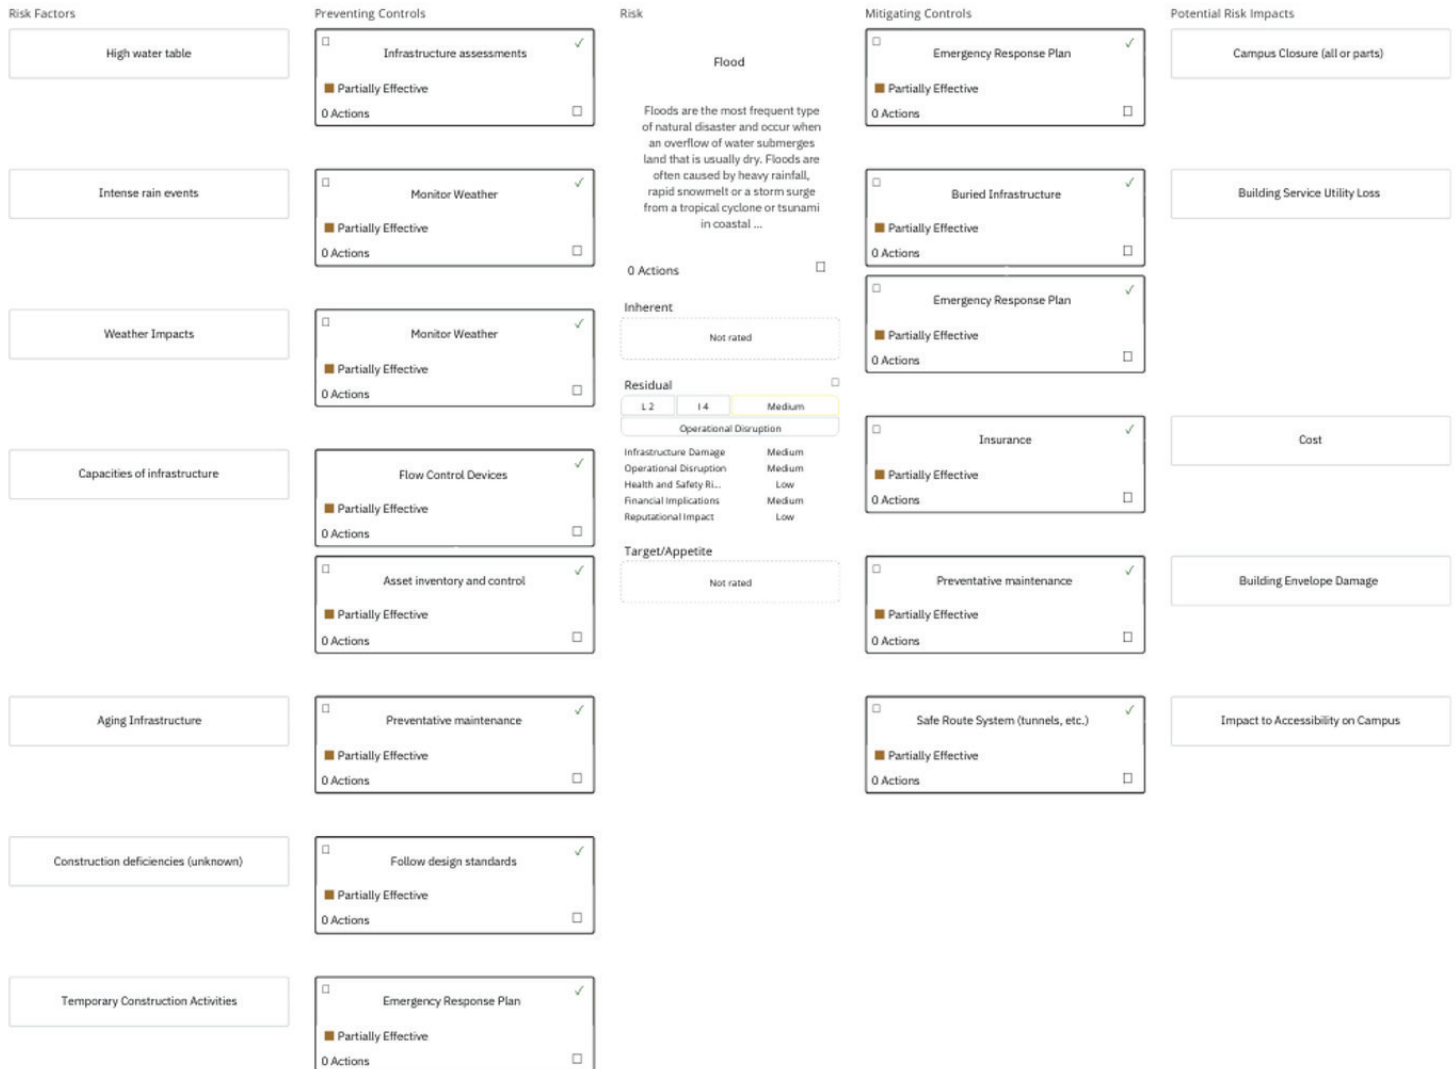 Risk Factors
High water table
Intense rain events
Weather Impacts
Capacities of infrastructure
Aging Infrastructure
Construction deficiencies (unknown)
Temporary Construction Activities
Preventing Controls
Infrastructure assessments
✓
Partially Effective
0 Actions
Monitor Weather
✓
Partially Effective
0 Actions
Monitor Weather
✓
Partially Effective
0 Actions
Flow Control Devices
✓
Partially Effective
0 Actions
Asset inventory and control
✓
Partially Effective
0 Actions
Preventative maintenance
✓
Partially Effective
0 Actions
Follow design standards
✓
Partially Effective
0 Actions
Emergency Response Plan
✓
Partially Effective
0 Actions
Risk
Flood
Floods are the most frequent type
of natural disaster and occur when
an overflow of water submerges
land that is usually dry. Floods are
often caused by heavy rainfall,
rapid snowmelt or a storm surge
from a tropical cyclone or tsunami
in coastal ...
0 Actions
Inherent
Not rated
Residual
L 2 I 4 Medium
Operational Disruption
Infrastructure Damage Medium
Operational Disruption Medium
Health and Safety Ri... Low
Financial Implications Medium
Reputational Impact Low
Target/Appetite
Not rated
Mitigating Controls
Emergency Response Plan
✓
Partially Effective
0 Actions
Buried Infrastructure
✓
Partially Effective
0 Actions
Emergency Response Plan
✓
Partially Effective
0 Actions
Insurance
✓
Partially Effective
0 Actions
Preventative maintenance
✓
Partially Effective
0 Actions
Safe Route System (tunnels, etc.)
✓
Partially Effective
0 Actions
Potential Risk Impacts
Campus Closure (all or parts)
Building Service Utility Loss
Cost
Building Envelope Damage
Impact to Accessibility on Campus